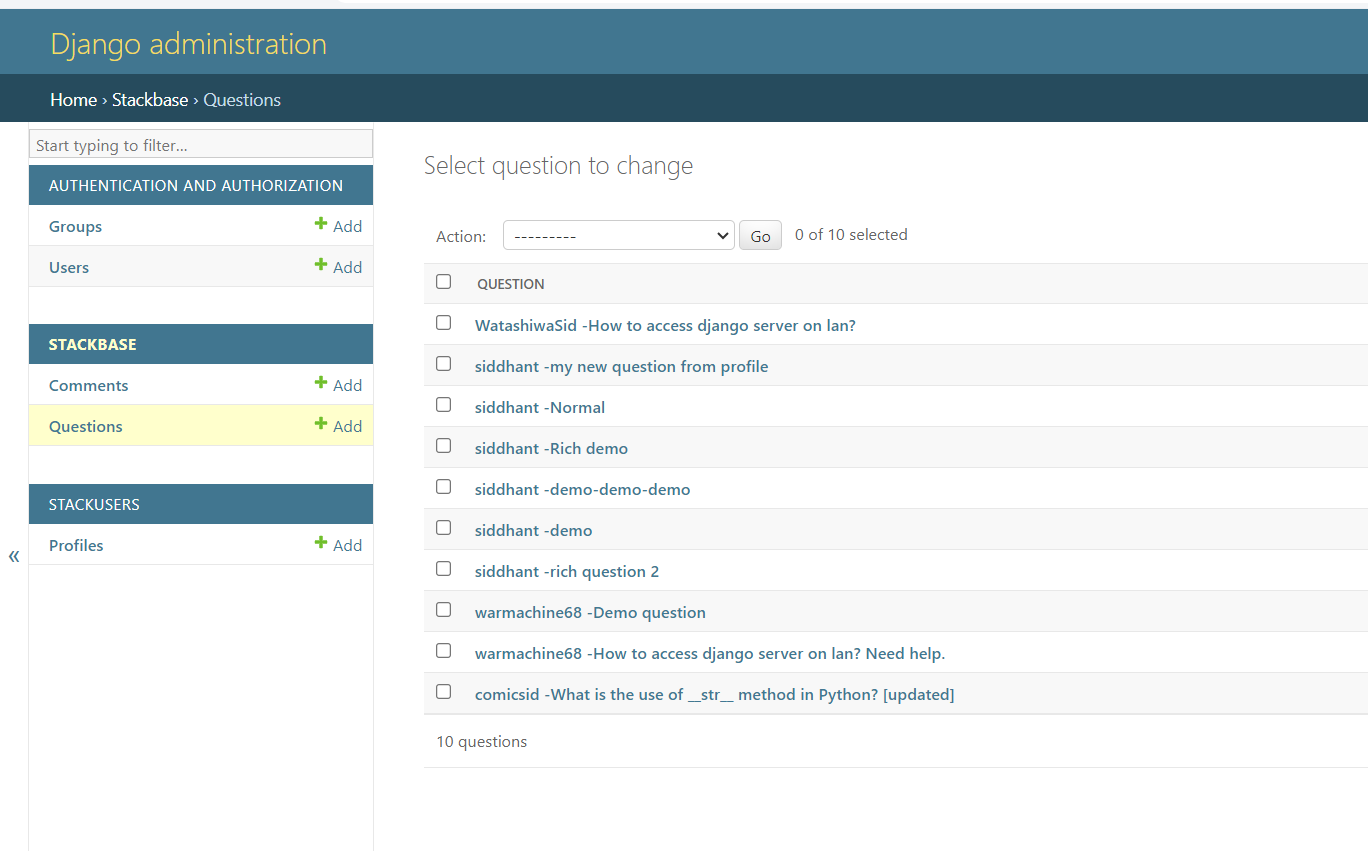 Django administration
Home › Stackbase › Questions
Start typing to filter...
AUTHENTICATION AND AUTHORIZATION
Groups + Add
Users + Add
STACKBASE
Comments + Add
Questions + Add
STACKUSERS
Profiles + Add
«
Select question to change
Action: --------- Go 0 of 10 selected
QUESTION
WatashiwaSid -How to access django server on lan?
siddhant -my new question from profile
siddhant -Normal
siddhant -Rich demo
siddhant -demo-demo-demo
siddhant -demo
siddhant -rich question 2
warmachine68 -Demo question
warmachine68 -How to access django server on lan? Need help.
comicsid -What is the use of __str__ method in Python? [updated]
10 questions